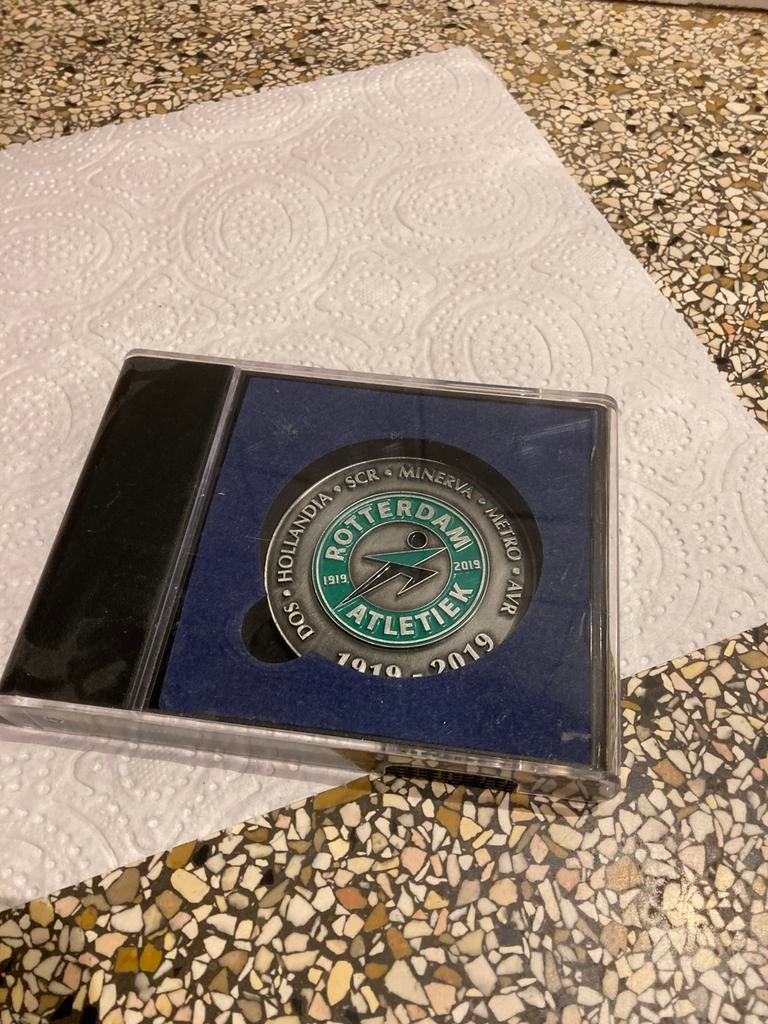 DOS • HOLLANDIA • SCR • MINERVA • METRO • AVR
ROTTERDAM
1919 2019
ATLETIEK
1919 - 2019